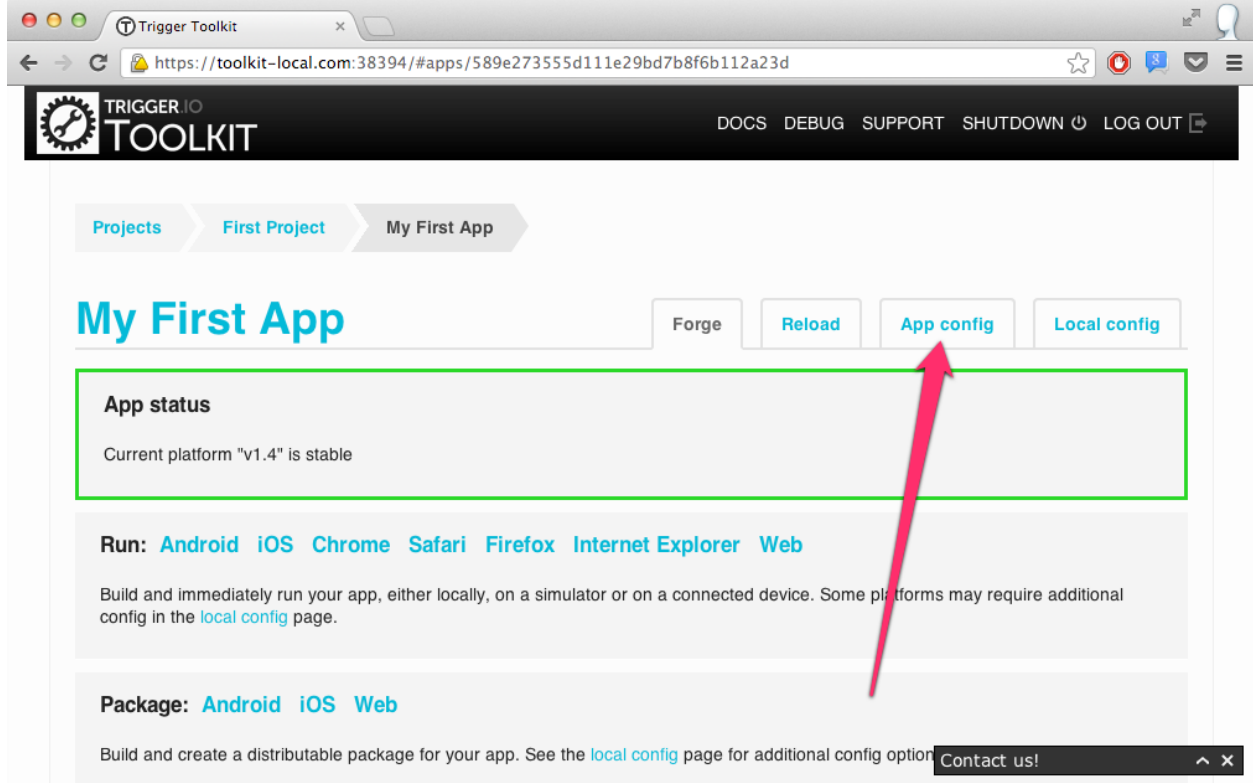 Trigger Toolkit
https://toolkit-local.com:38394/#apps/589e273555d111e29bd7b8f6b112a23d
TRIGGER.IO
TOOLKIT
DOCS DEBUG SUPPORT SHUTDOWN LOG OUT
Projects First Project My First App
My First App
Forge Reload App config Local config
App status
Current platform "v1.4" is stable
Run: Android iOS Chrome Safari Firefox Internet Explorer Web
Build and immediately run your app, either locally, on a simulator or on a connected device. Some platforms may require additional
config in the local config page.
Package: Android iOS Web
Build and create a distributable package for your app. See the local config page for additional config option
Contact us!